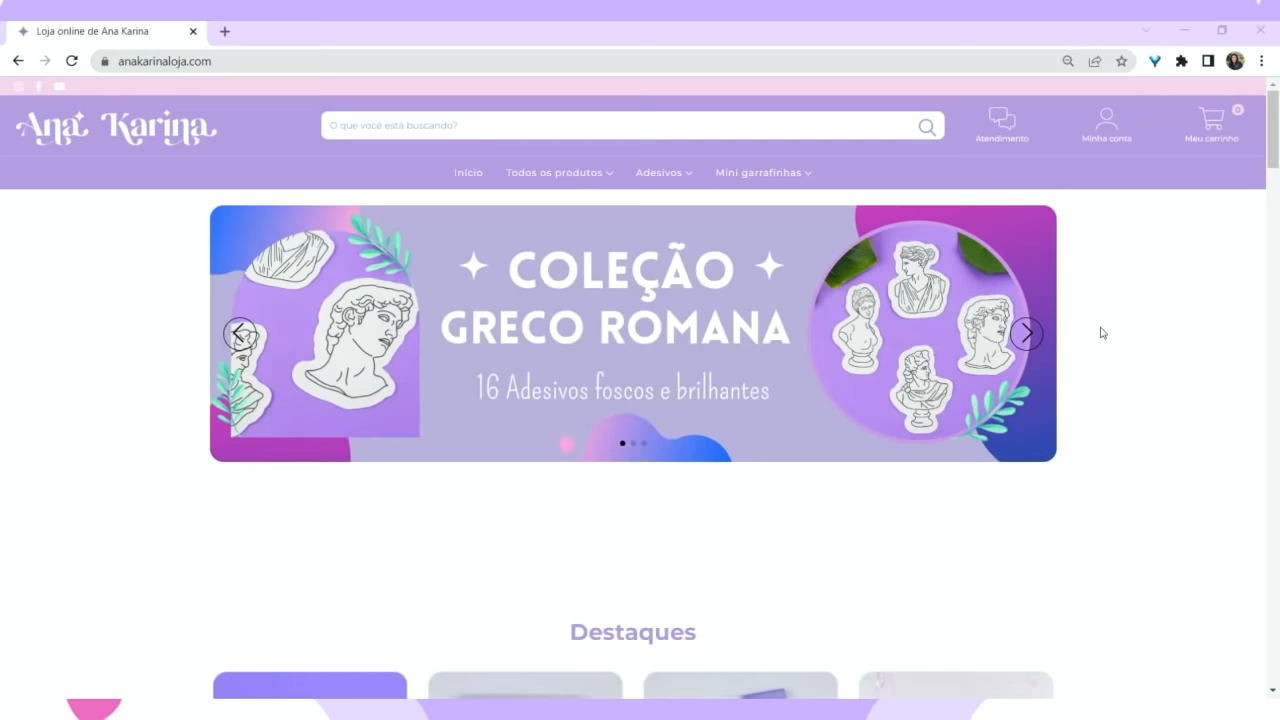 Loja online de Ana Karina
anakarinaloja.com
Ana Karina
O que você está buscando?
Atendimento
Minha conta
0
Meu carrinho
Início
Todos os produtos
Adesivos
Mini garrafinhas
COLEÇÃO
GRECO ROMANA
16 Adesivos foscos e brilhantes
Destaques